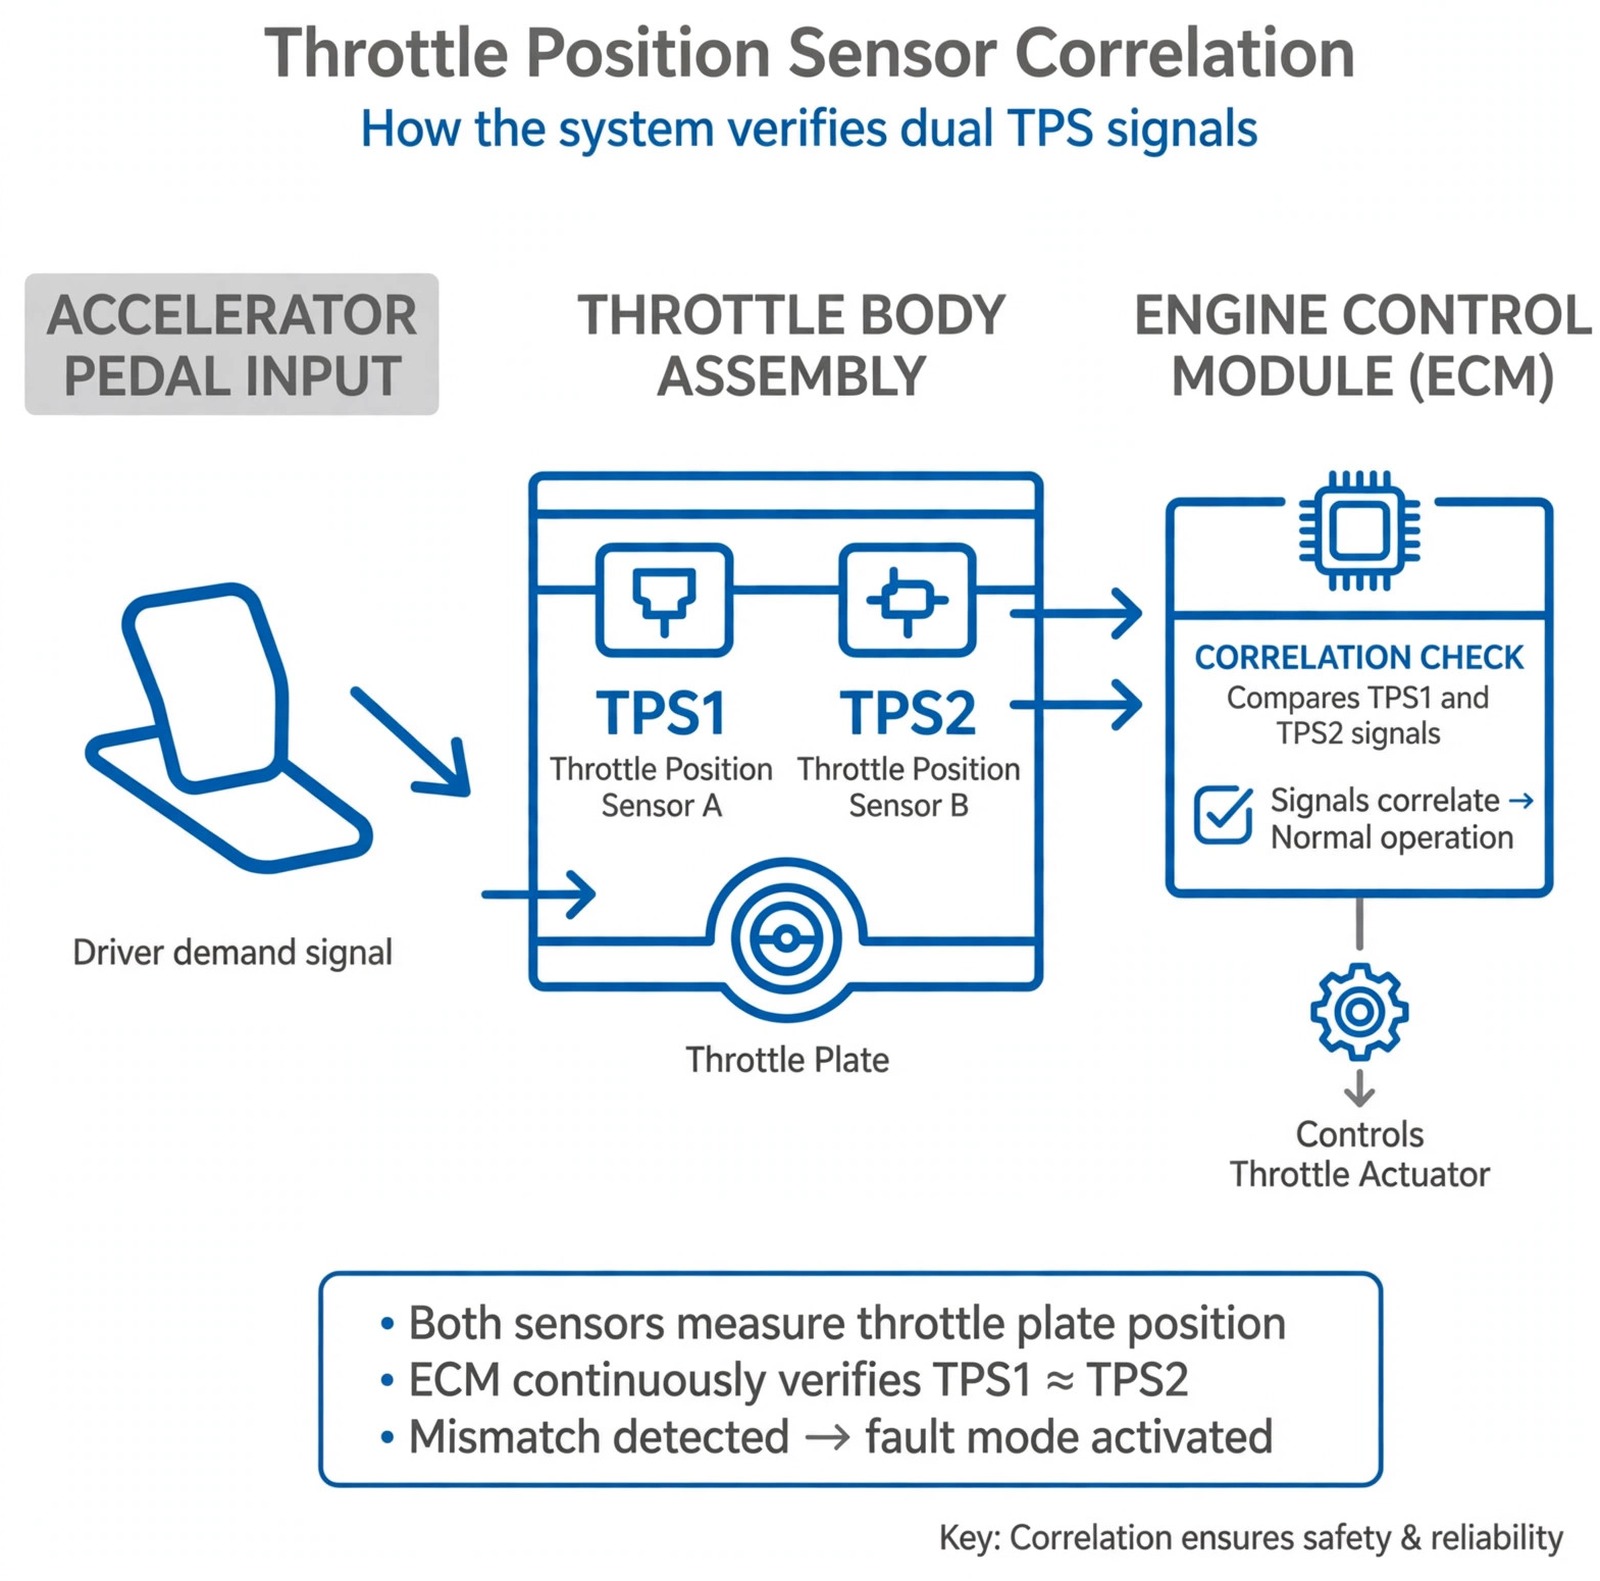 Throttle Position Sensor Correlation
How the system verifies dual TPS signals
ACCELERATOR
PEDAL INPUT
Driver demand signal
THROTTLE BODY
ASSEMBLY
TPS1
Throttle Position
Sensor A
TPS2
Throttle Position
Sensor B
Throttle Plate
ENGINE CONTROL
MODULE (ECM)
CORRELATION CHECK
Compares TPS1 and
TPS2 signals
Signals correlate →
Normal operation
Controls
Throttle Actuator
• Both sensors measure throttle plate position
• ECM continuously verifies TPS1 ≈ TPS2
• Mismatch detected → fault mode activated
Key: Correlation ensures safety & reliability